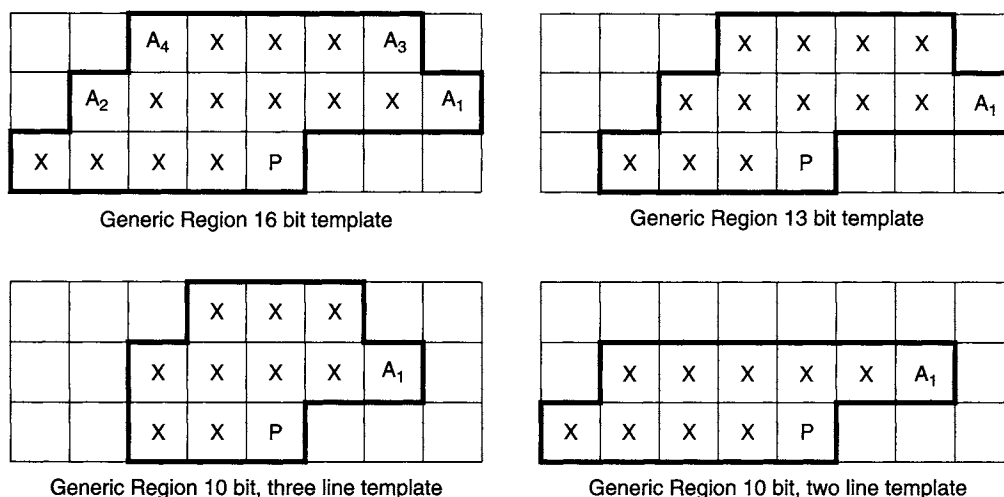 A4 X X X A3
A2 X X X X X A1
X X X X P
Generic Region 16 bit template
X X X X
X X X X X A1
X X X P
Generic Region 13 bit template
X X X
X X X X A1
X X P
Generic Region 10 bit, three line template
X X X X X A1
X X X X P
Generic Region 10 bit, two line template